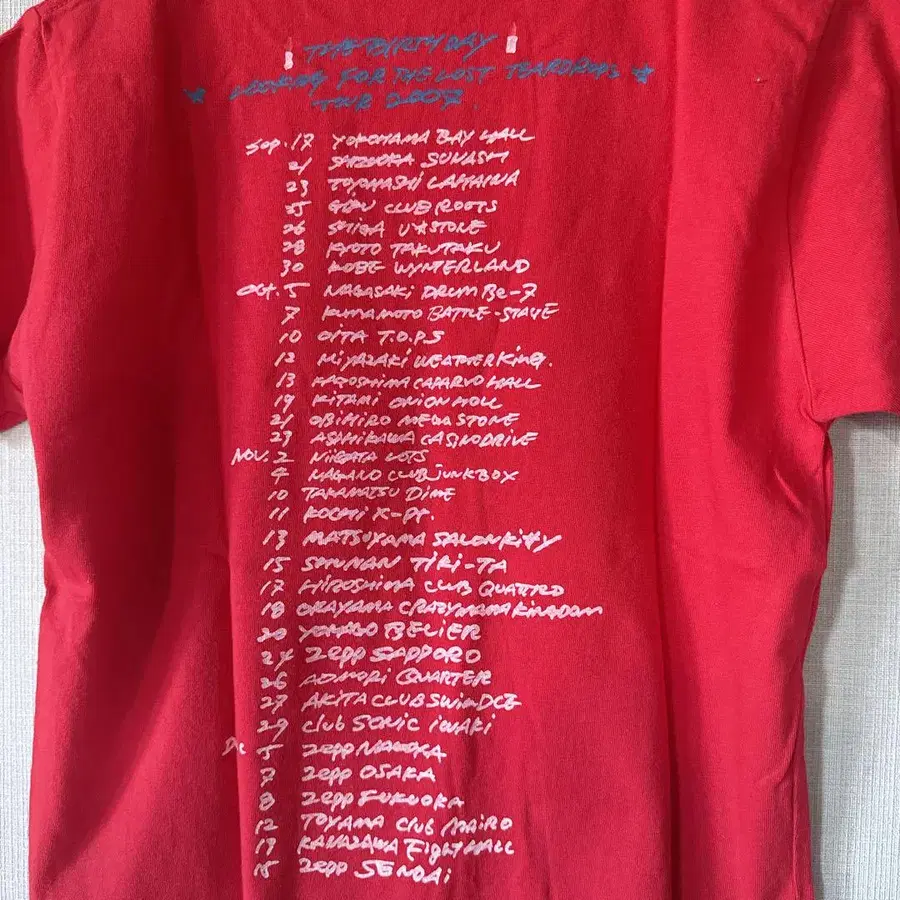 THE BIRTHDAY
LOOKING FOR THE LOST TEARDROPS
TOUR 2007.
Sep. 17 YOKOHAMA BAY HALL
21 SHIZUOKA SUNASH
23 TOYOHASHI LAHAINA
25 GIFU CLUB ROOTS
26 SHIGA U★STONE
28 KYOTO TAKUTAKU
30 KOBE WYNTERLAND
Oct. 5 NAGASAKI DRUM Be-7
7 KUMAMOTO BATTLE-STAGE
10 OITA T.O.P.S
12 MIYAZAKI WEATHERKING.
13 KAGOSHIMA CAPARVO HALL
19 KITAMI ONION HOLL
21 OBIHIRO MEGA STONE
23 ASAHIKAWA CASINODRIVE
NOV. 2 NIIGATA LOTS
4 NAGANO CLUB JUNKBOX
10 TAKAMATSU DIME
11 KOCHI X-Pt.
13 MATSUYAMA SALONKITTY
15 SHUNAN TIKI-TA
17 HIROSHIMA CLUB QUATTRO
18 OKAYAMA CRAZYMAMA KINGDOM
20 YONAGO BELIER
24 Zepp SAPPORO
26 AOMORI QUARTER
27 AKITA CLUB SWINDLE
29 Club SONIC IWAKI
Dc 5 Zepp NAGOYA
7 Zepp OSAKA
8 Zepp FUKUOKA
12 TOYAMA Club MAIRO
13 KANAZAWA EIGHT HALL
15 Zepp SENDAI